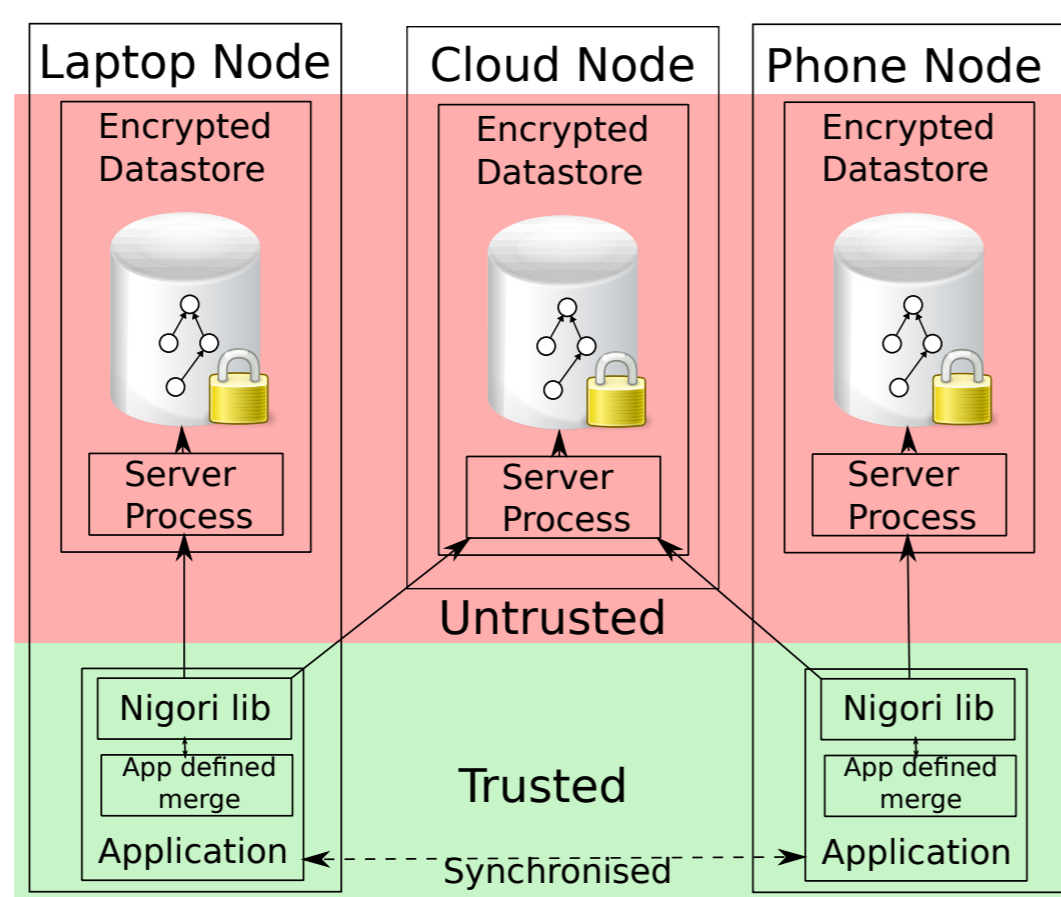 Laptop Node
Encrypted
Datastore
Server
Process
Nigori lib
App defined
merge
Application
Cloud Node
Encrypted
Datastore
Server
Process
Untrusted
Trusted
Synchronised
Phone Node
Encrypted
Datastore
Server
Process
Nigori lib
App defined
merge
Application